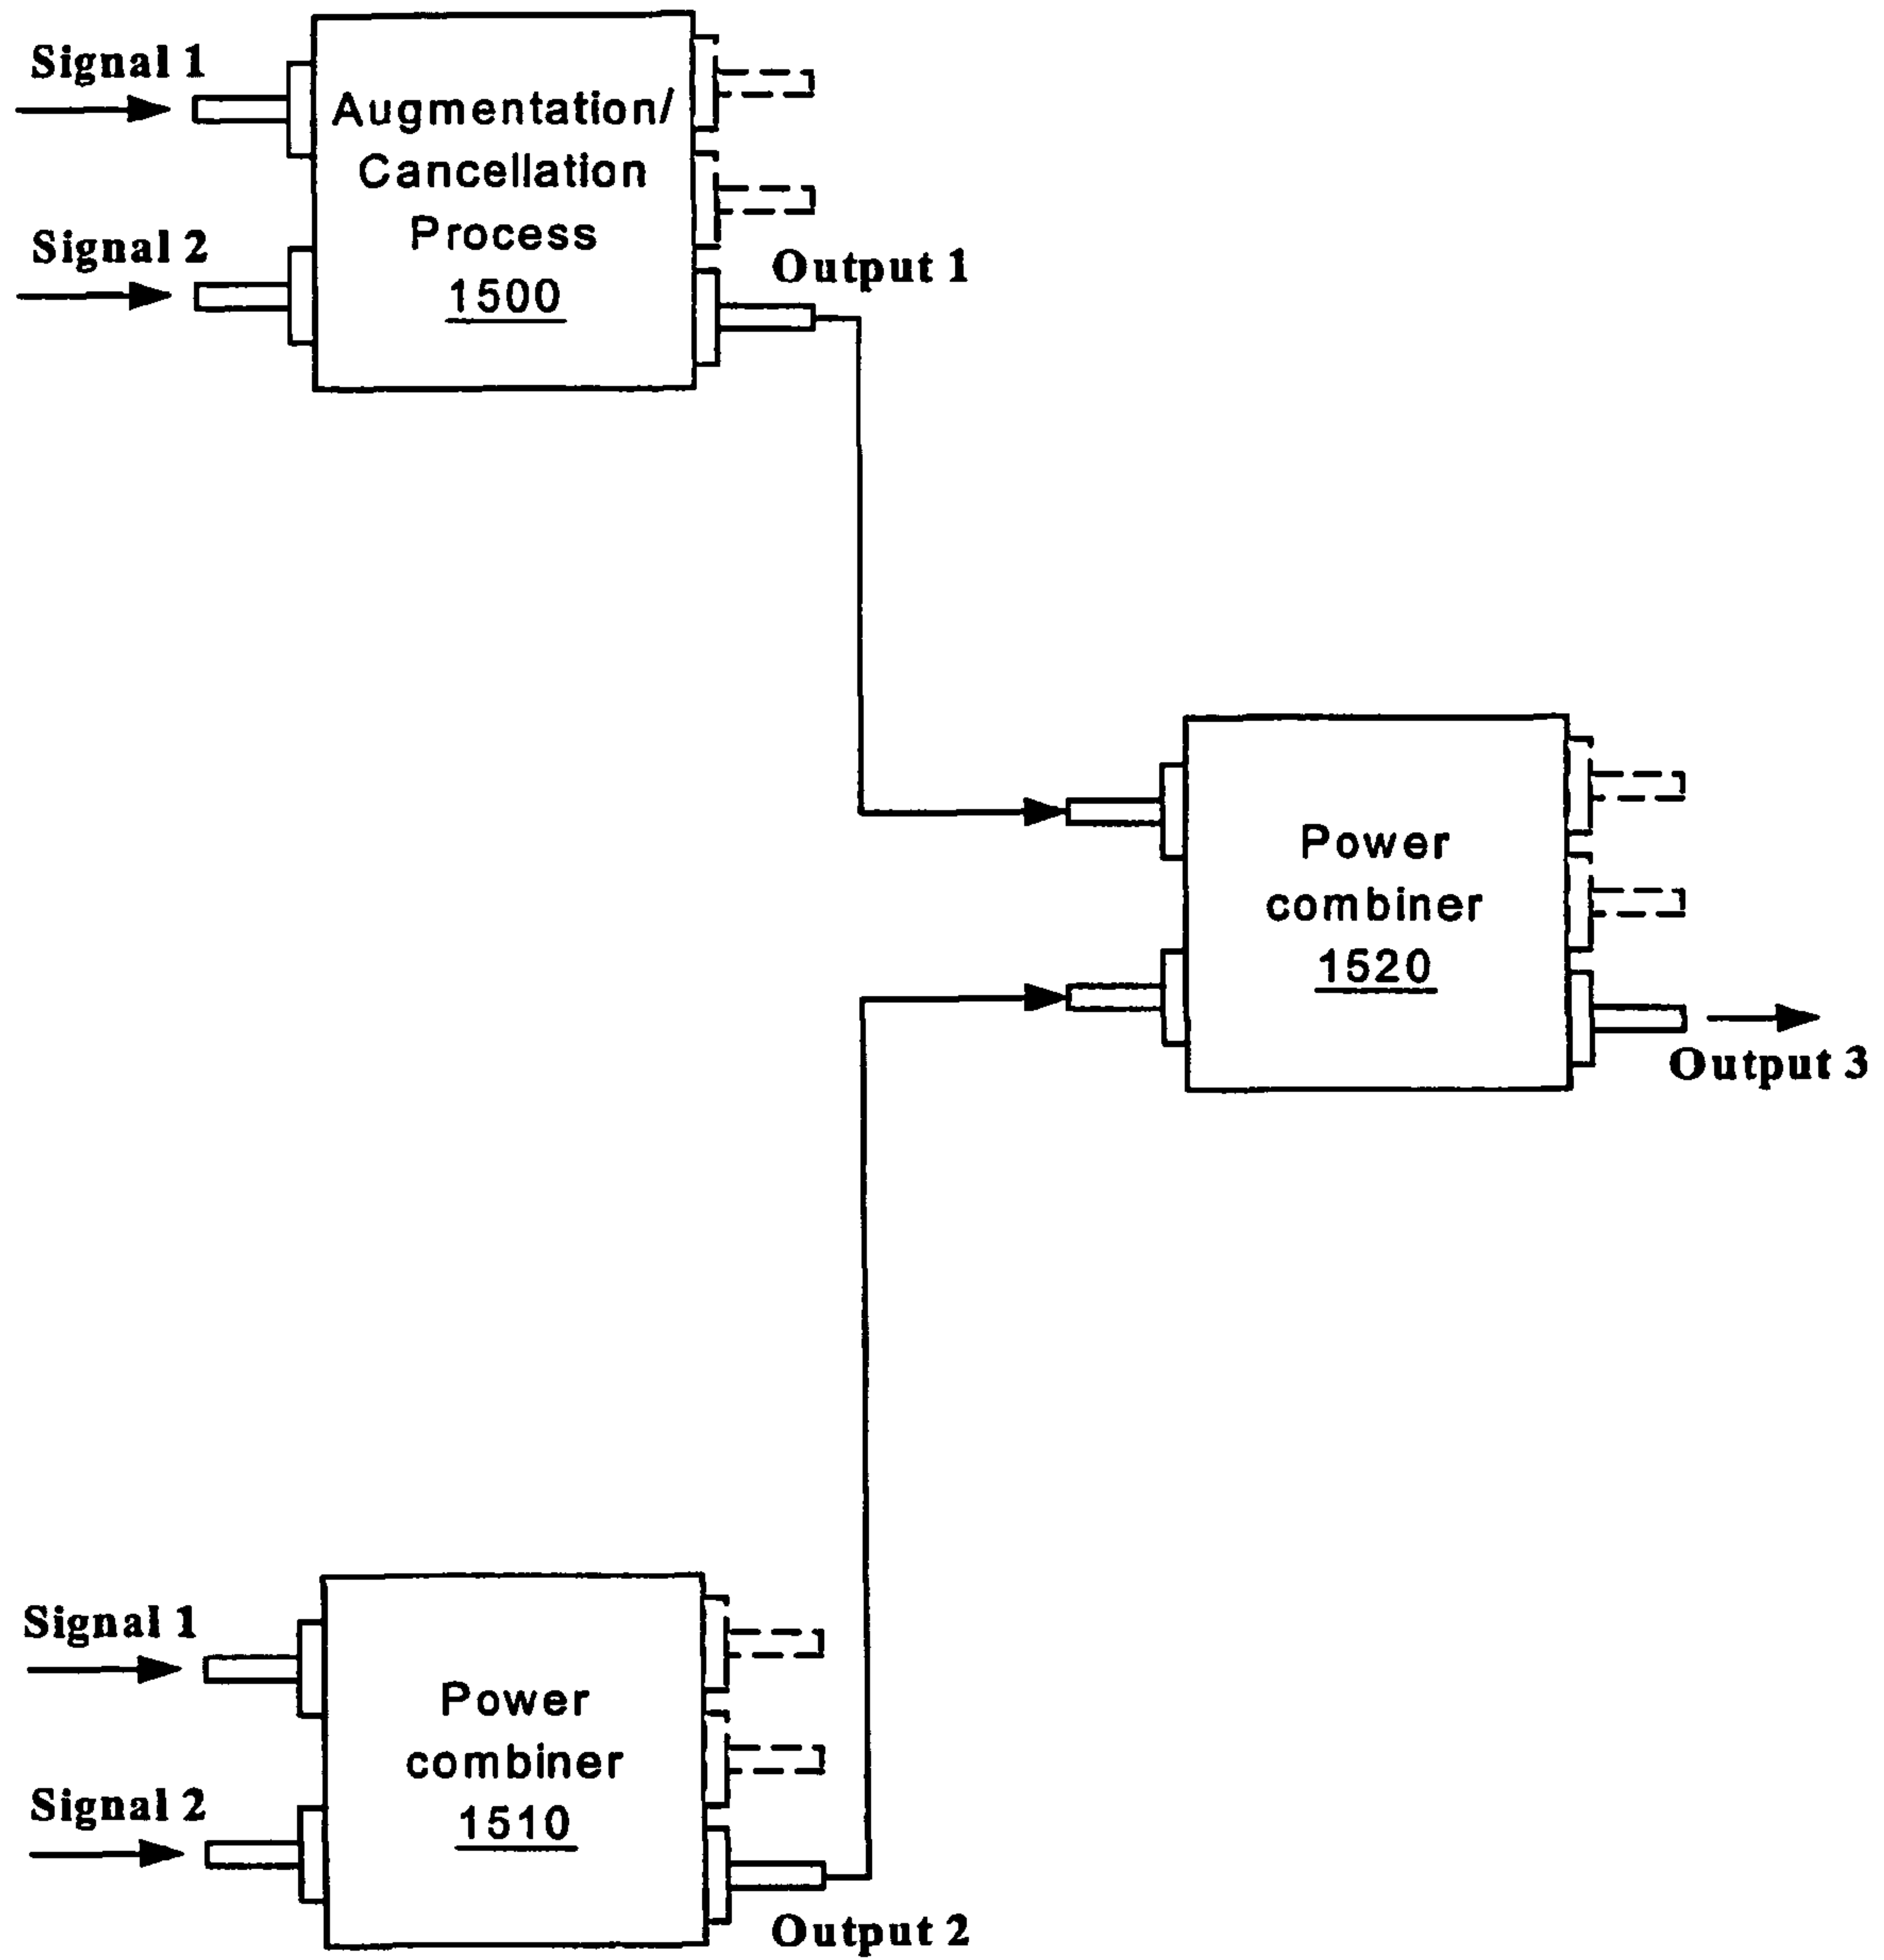 Signal 1
Signal 2
Augmentation/
Cancellation
Process
1500
Output 1
Power
combiner
1520
Output 3
Signal 1
Signal 2
Power
combiner
1510
Output 2